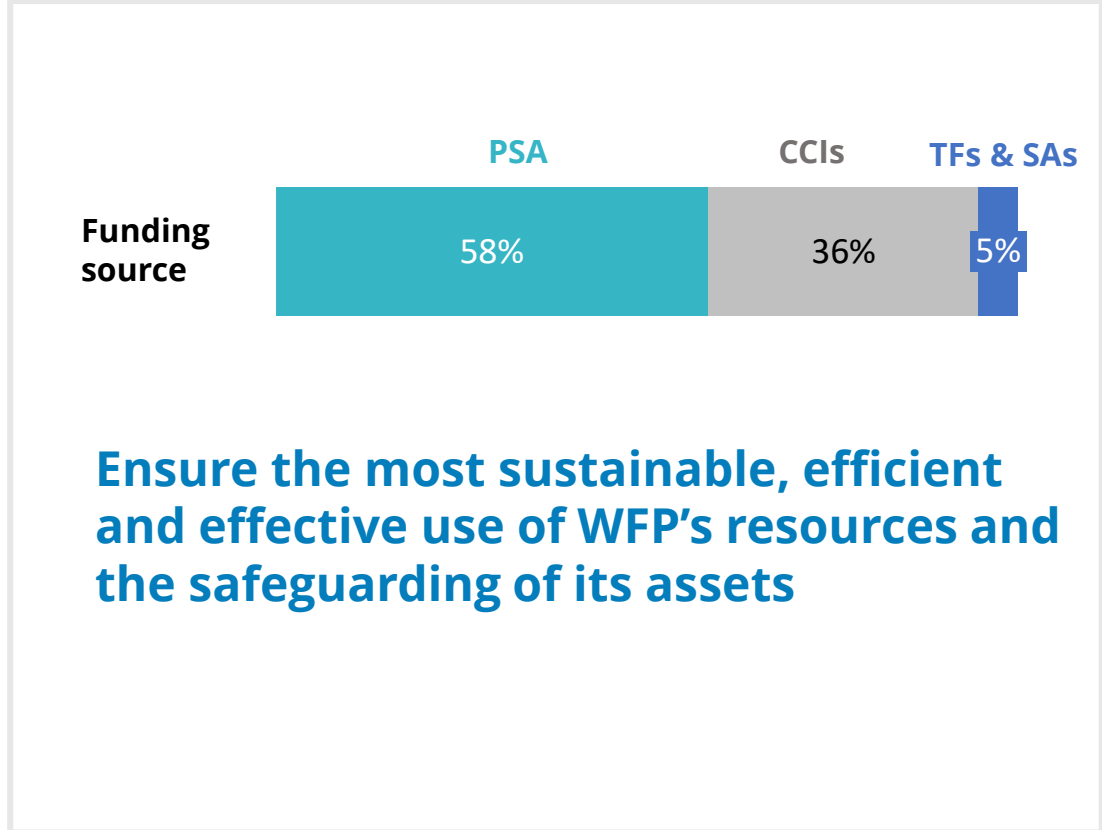 PSA CCIs TFs & SAs
Funding
source
58% 36% 5%
Ensure the most sustainable, efficient
and effective use of WFP’s resources and
the safeguarding of its assets